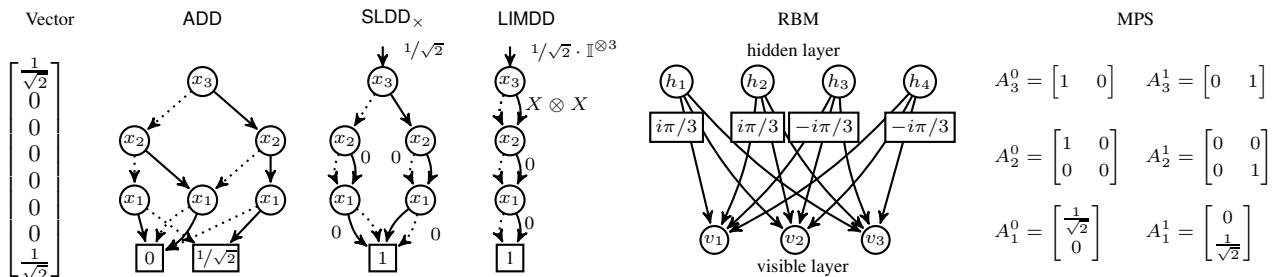 Vector
1/√2
0
0
0
0
0
0
1/√2
ADD
x₃
x₂ x₂
x₁ x₁ x₁
0 1/√2
SLDD×
1/√2
x₃
x₂ x₂
0 0
x₁ x₁
0 0
1
LIMDD
1/√2 · 𝕀⊗3
x₃
X ⊗ X
x₂
0
x₁
0
1
RBM
hidden layer
h₁ h₂ h₃ h₄
iπ/3 iπ/3 −iπ/3 −iπ/3
v₁ v₂ v₃
visible layer
MPS
A₃⁰ = [1 0] A₃¹ = [0 1]
A₂⁰ = [1 0 A₂¹ = [0 0
0 0] 0 1]
A₁⁰ = [1/√2 A₁¹ = [0
0] 1/√2]